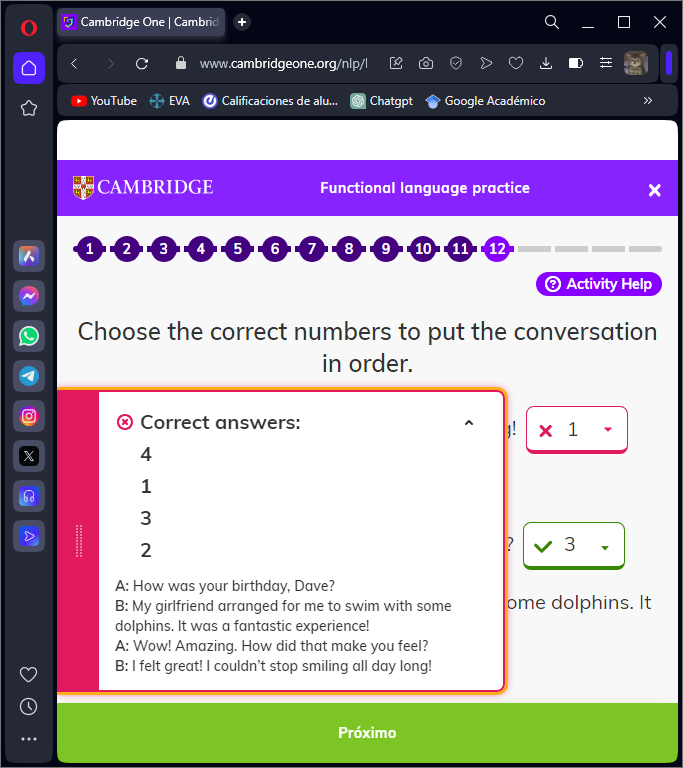 Cambridge One | Cambrid
www.cambridgeone.org/nlp/l
YouTube
EVA
Calificaciones de alu...
Chatgpt
Google Académico
CAMBRIDGE
Functional language practice
1 2 3 4 5 6 7 8 9 10 11 12
Activity Help
Choose the correct numbers to put the conversation
in order.
g! 1
Correct answers:
4
1
3
2
? 3
ome dolphins. It
A: How was your birthday, Dave?
B: My girlfriend arranged for me to swim with some
dolphins. It was a fantastic experience!
A: Wow! Amazing. How did that make you feel?
B: I felt great! I couldn't stop smiling all day long!
Próximo